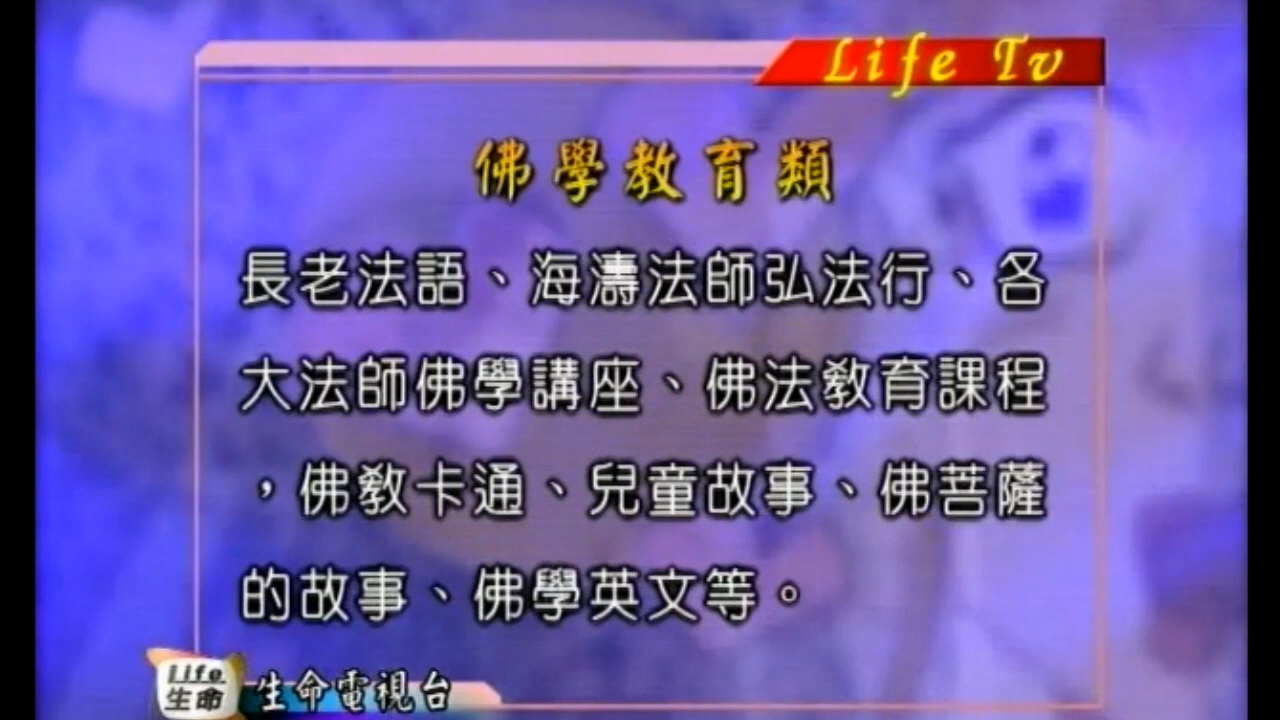 Life Tv
佛學教育類
長老法語、海濤法師弘法行、各
大法師佛學講座、佛法教育課程
，佛教卡通、兒童故事、佛菩薩
的故事、佛學英文等。
Life
生命
生命電視台